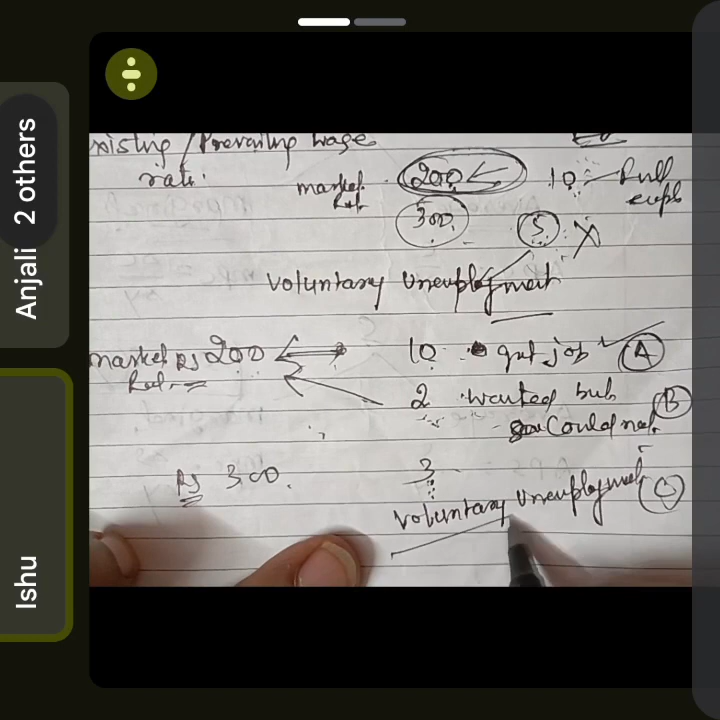 Anjali 2 others
Ishu
Existing / Prevailing wage
rate.
market 200 10 - full
rate empl
300 5 X
Voluntary Unemployment
market Rs 200 10 got job A
Rate
2 wanted but B
could not
Rs 300. 3
Voluntary Unemployment C